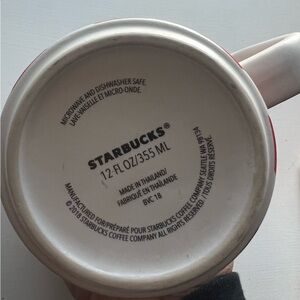 MICROWAVE AND DISHWASHER SAFE
LAVE-VAISELLE ET MICRO-ONDE.
STARBUCKS®
12 FL OZ/355 ML
MADE IN THAILAND/
FABRIQUÉ EN THAÏLANDE
BVC 18
MANUFACTURED FOR/PRÉPARÉ POUR STARBUCKS COFFEE COMPANY SEATTLE WA 98134
© 2018 STARBUCKS COFFEE COMPANY ALL RIGHTS RESERVED. / TOUS DROITS RÉSERVÉS.